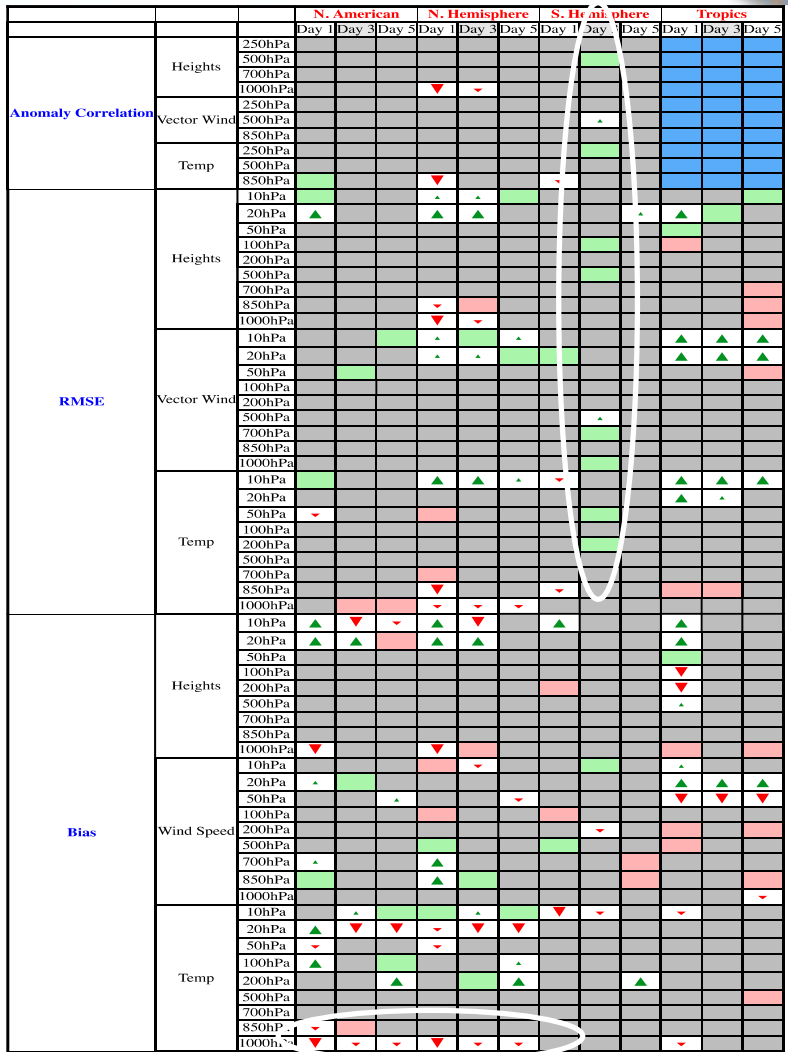 N. American N. Hemisphere S. Hemisphere Tropics
Day 1 Day 3 Day 5 Day 1 Day 3 Day 5 Day 1 Day 5 Day 1 Day 3 Day 5
Anomaly Correlation
Heights
250hPa
500hPa
700hPa
1000hPa
Vector Wind
250hPa
500hPa
850hPa
Temp
250hPa
500hPa
850hPa
RMSE
Heights
10hPa
20hPa
50hPa
100hPa
200hPa
500hPa
700hPa
850hPa
1000hPa
Vector Wind
10hPa
20hPa
50hPa
100hPa
200hPa
500hPa
700hPa
850hPa
1000hPa
Temp
10hPa
20hPa
50hPa
100hPa
200hPa
500hPa
700hPa
850hPa
1000hPa
Bias
Heights
10hPa
20hPa
50hPa
100hPa
200hPa
500hPa
700hPa
850hPa
1000hPa
Wind Speed
10hPa
20hPa
50hPa
100hPa
200hPa
500hPa
700hPa
850hPa
1000hPa
Temp
10hPa
20hPa
50hPa
100hPa
200hPa
500hPa
700hPa
850hPa
1000hPa